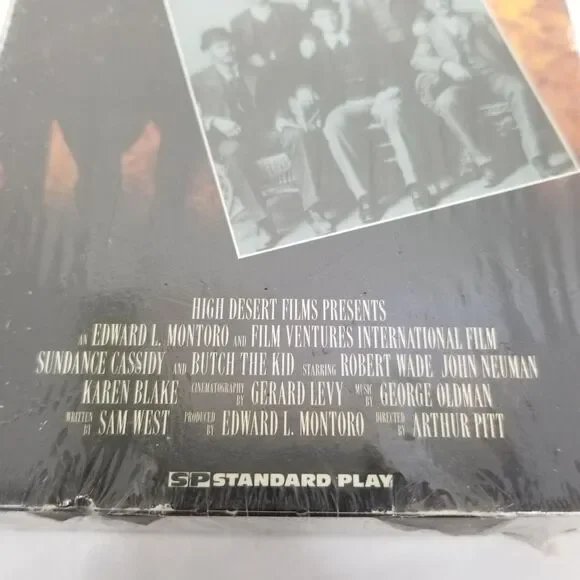 HIGH DESERT FILMS PRESENTS
AN EDWARD L. MONTORO AND FILM VENTURES INTERNATIONAL FILM
SUNDANCE CASSIDY AND BUTCH THE KID STARRING ROBERT WADE JOHN NEUMAN
KAREN BLAKE CINEMATOGRAPHY BY GERARD LEVY MUSIC BY GEORGE OLDMAN
WRITTEN BY SAM WEST PRODUCED BY EDWARD L. MONTORO DIRECTED BY ARTHUR PITT
SP STANDARD PLAY